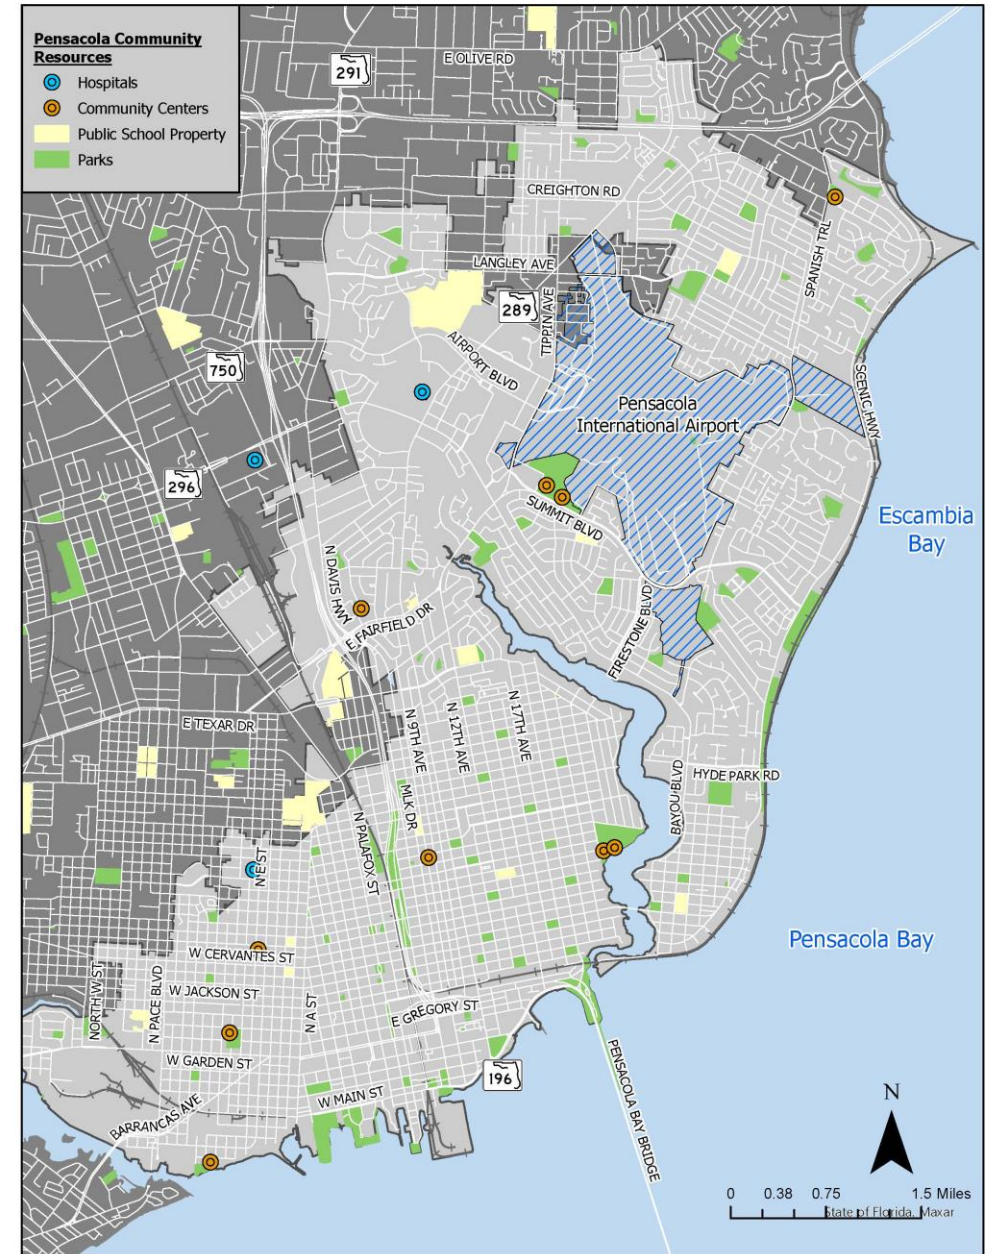 Pensacola Community
Resources
Hospitals
Community Centers
Public School Property
Parks
291
E OLIVE RD
CREIGHTON RD
SPANISH TRL
LANGLEY AVE
289
TIPPIN AVE
AIRPORT BLVD
750
SCENIC HWY
Pensacola
International Airport
296
SUMMIT BLVD
Escambia
Bay
N DAVIS HWY
E FAIRFIELD DR
FIRESTONE BLVD
E TEXAR DR
N 9TH AVE
N 12TH AVE
N 17TH AVE
HYDE PARK RD
BAYOU BLVD
MLK DR
N PALAFOX ST
N E ST
Pensacola Bay
W CERVANTES ST
W JACKSON ST
NORTH W ST
N PACE BLVD
N A ST
E GREGORY ST
W GARDEN ST
196
W MAIN ST
BARRANCAS AVE
PENSACOLA BAY BRIDGE
N
0 0.38 0.75 1.5 Miles
State of Florida, Maxar